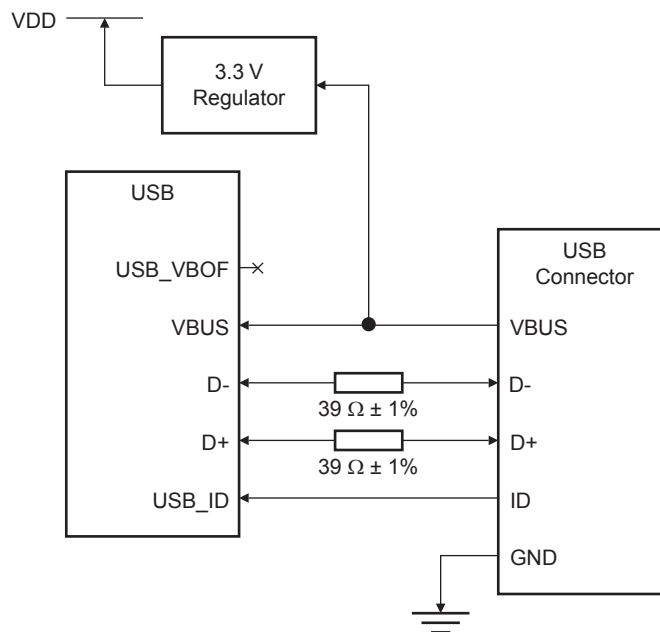 VDD
3.3 V
Regulator
USB
USB_VBOF
VBUS
D-
D+
USB_ID
39 Ω ± 1%
39 Ω ± 1%
USB
Connector
VBUS
D-
D+
ID
GND